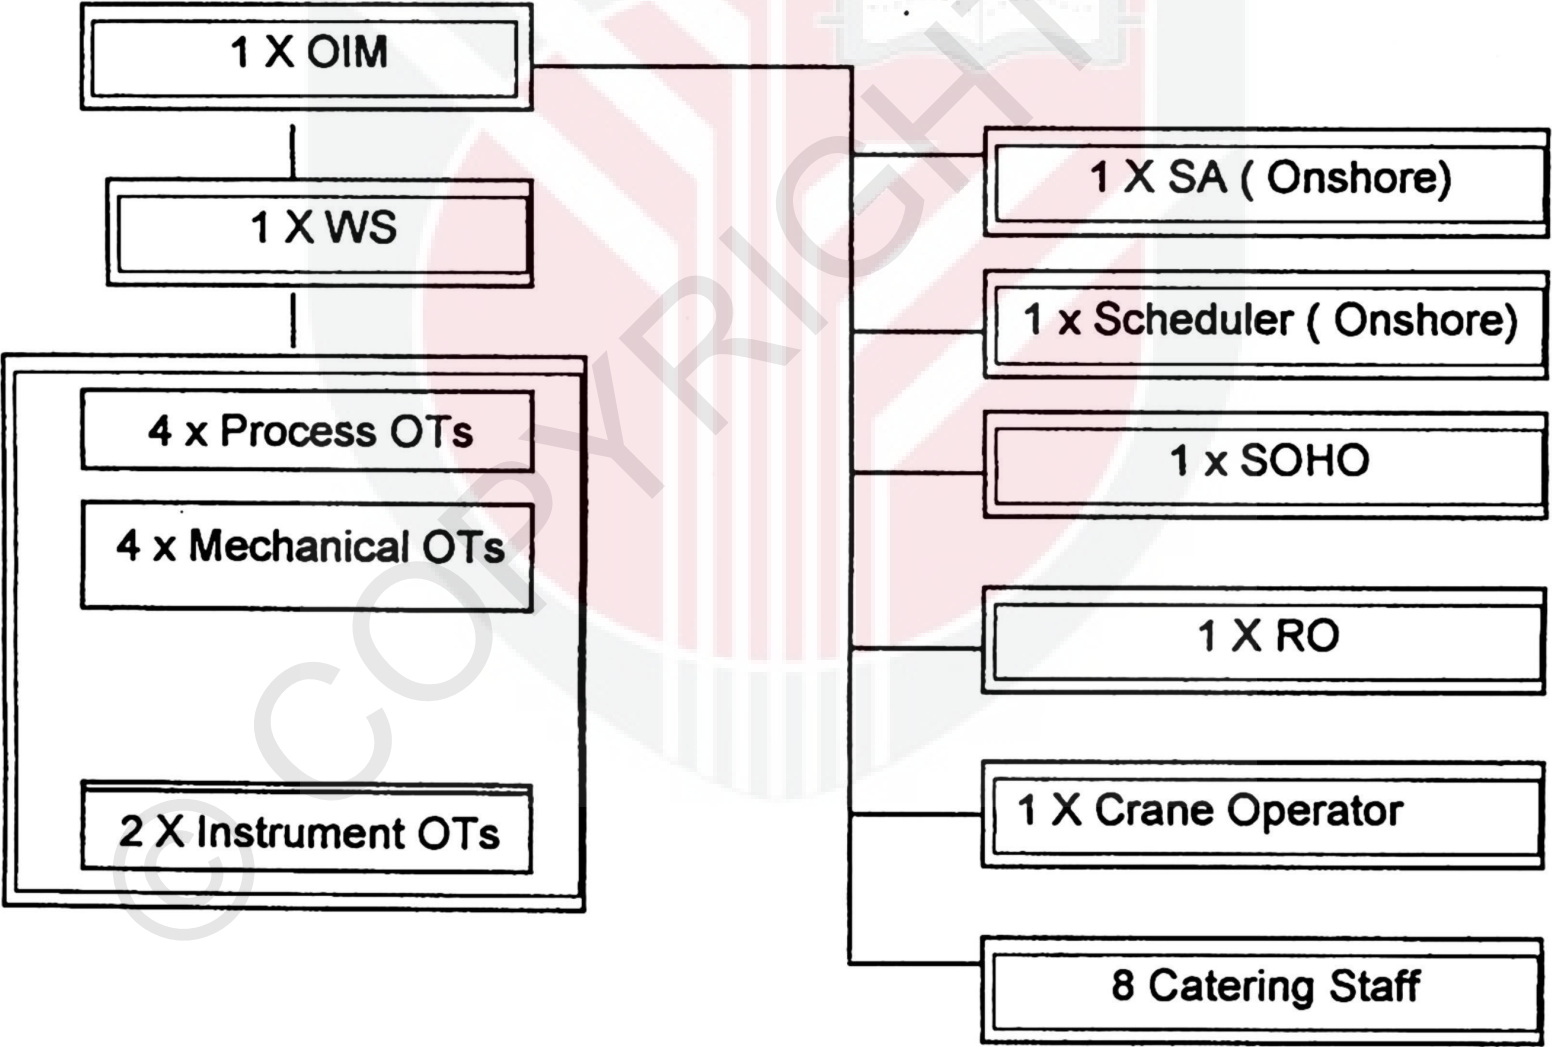 1 X OIM
1 X WS
4 x Process OTs
4 x Mechanical OTs
2 X Instrument OTs
1 X SA ( Onshore)
1 x Scheduler ( Onshore)
1 x SOHO
1 X RO
1 X Crane Operator
8 Catering Staff
© COPYRIGHT